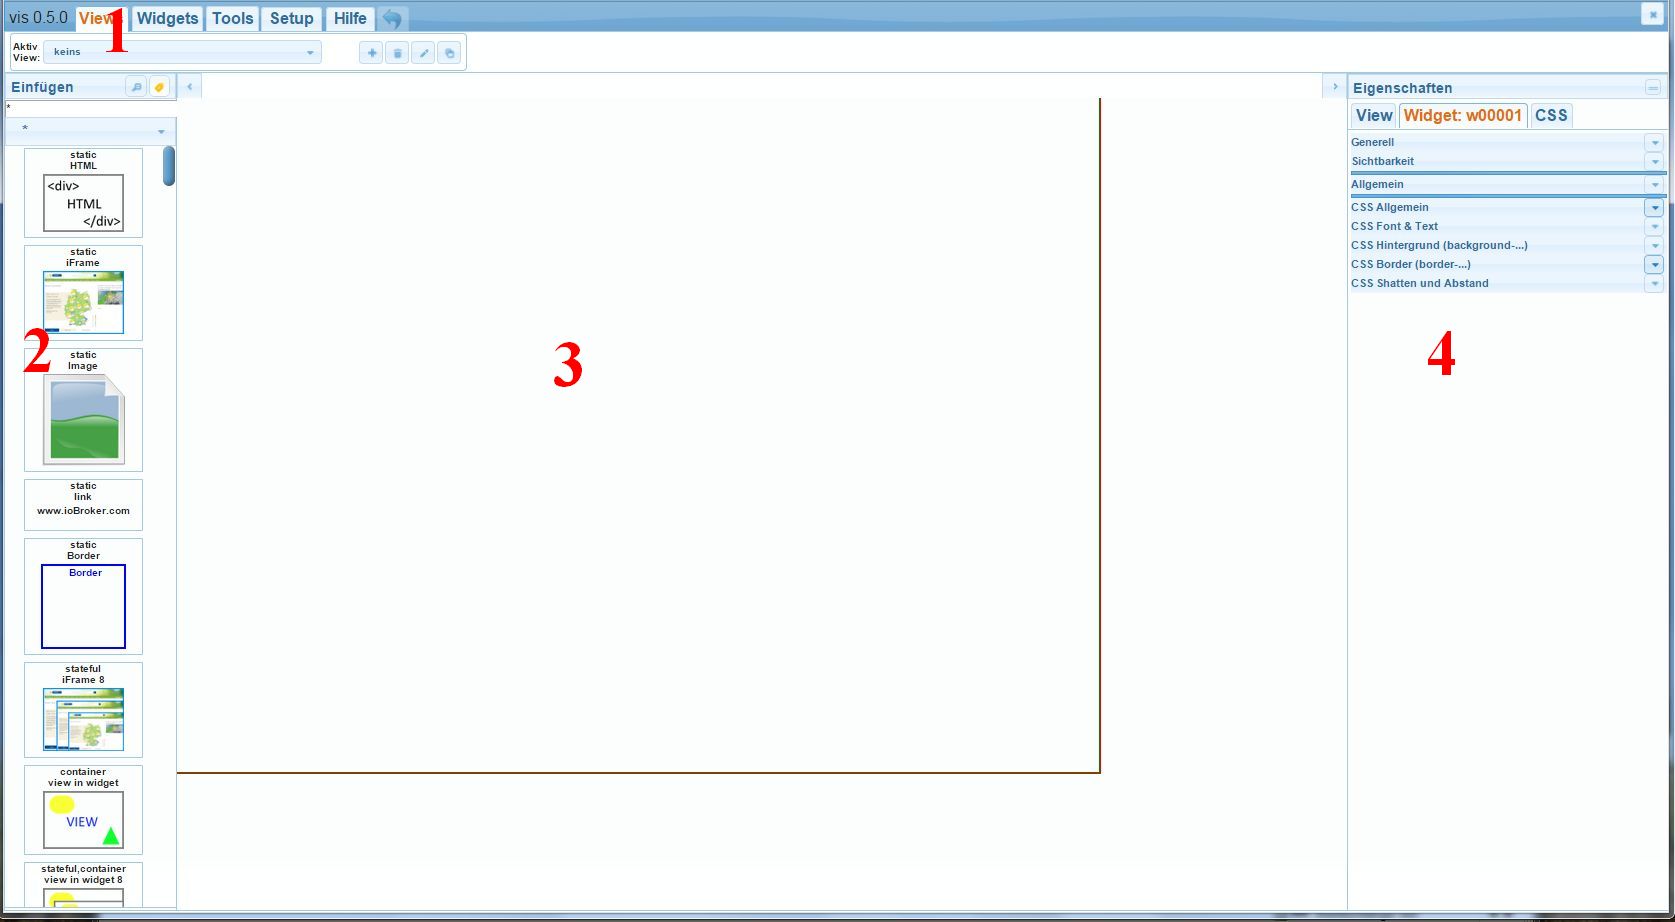 vis 0.5.0 Views Widgets Tools Setup Hilfe
1
Aktiv
View:
keins
Einfügen
*
*
static
HTML
<div>
HTML
</div>
static
iFrame
2
static
Image
static
link
www.ioBroker.com
static
Border
Border
stateful
iFrame 8
container
view in widget
VIEW
stateful,container
view in widget 8
3
Eigenschaften
View Widget: w00001 CSS
Generell
Sichtbarkeit
Allgemein
CSS Allgemein
CSS Font & Text
CSS Hintergrund (background-...)
CSS Border (border-...)
CSS Shatten und Abstand
4